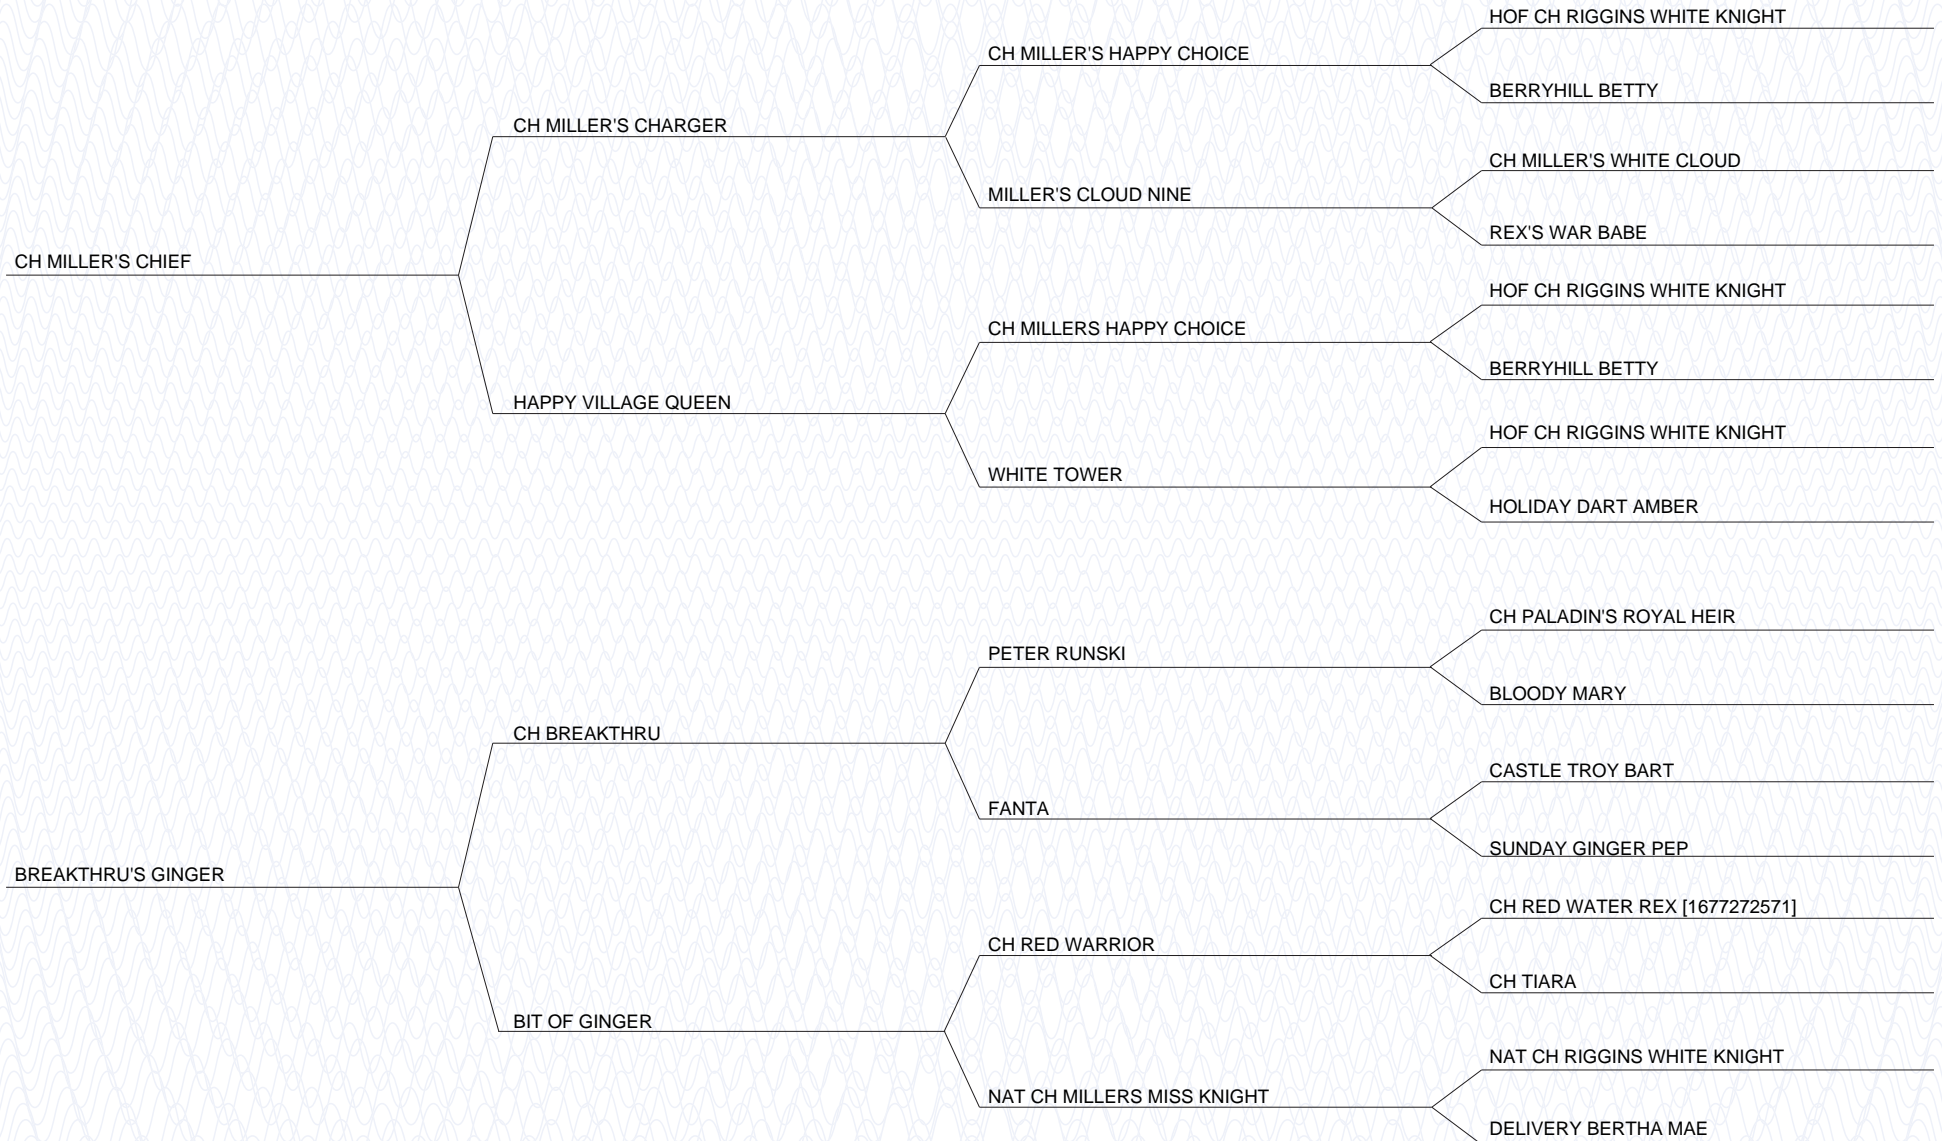 HOF CH RIGGINS WHITE KNIGHT
CH MILLER'S HAPPY CHOICE
BERRYHILL BETTY
CH MILLER'S CHARGER
CH MILLER'S WHITE CLOUD
MILLER'S CLOUD NINE
REX'S WAR BABE
CH MILLER'S CHIEF
HOF CH RIGGINS WHITE KNIGHT
CH MILLERS HAPPY CHOICE
BERRYHILL BETTY
HAPPY VILLAGE QUEEN
HOF CH RIGGINS WHITE KNIGHT
WHITE TOWER
HOLIDAY DART AMBER
CH PALADIN'S ROYAL HEIR
PETER RUNSKI
BLOODY MARY
CH BREAKTHRU
CASTLE TROY BART
FANTA
SUNDAY GINGER PEP
BREAKTHRU'S GINGER
CH RED WATER REX [1677272571]
CH RED WARRIOR
CH TIARA
BIT OF GINGER
NAT CH RIGGINS WHITE KNIGHT
NAT CH MILLERS MISS KNIGHT
DELIVERY BERTHA MAE